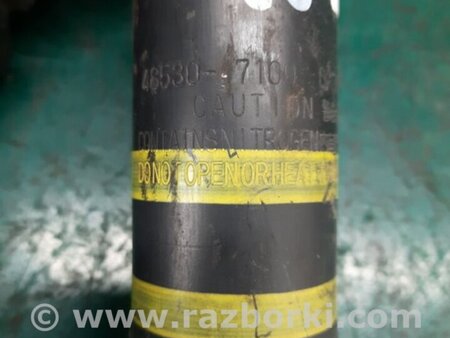 CAUTION
CONTAINS NITROGEN
DO NOT OPEN OR HEAT
www.razborki.com